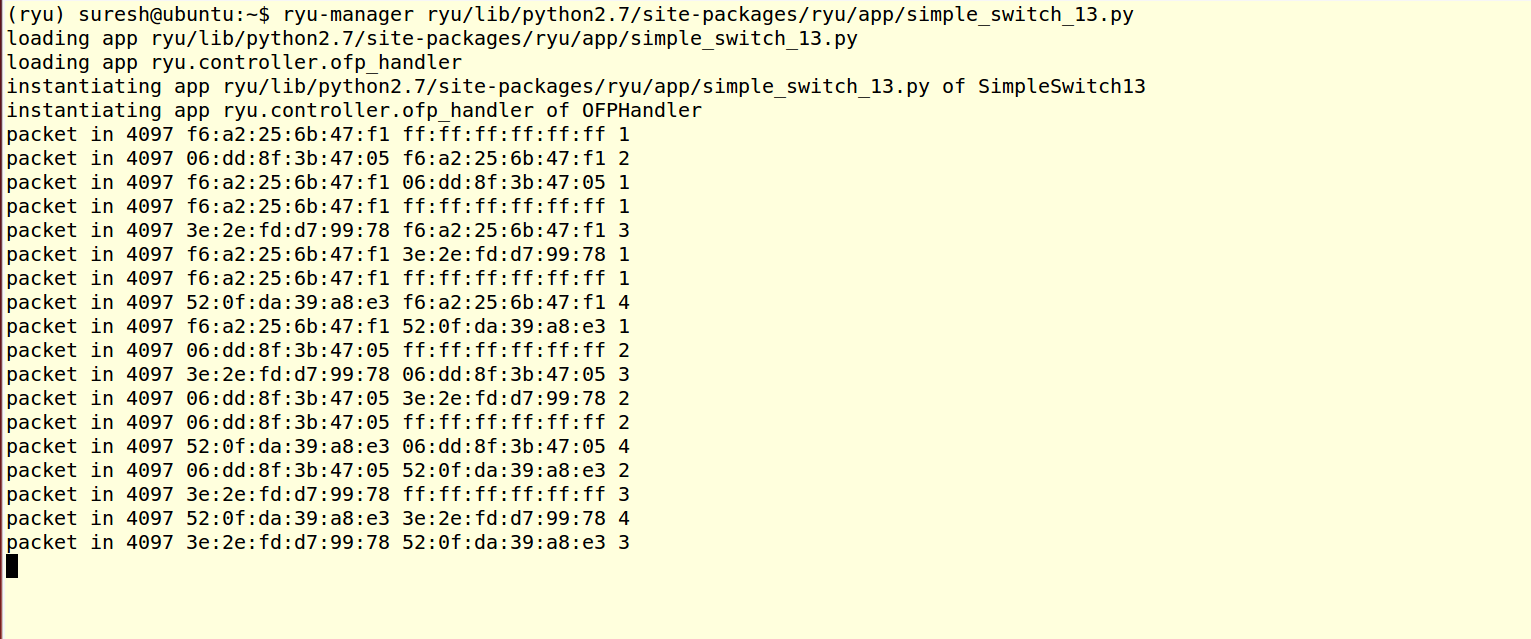 (ryu) suresh@ubuntu:~$ ryu-manager ryu/lib/python2.7/site-packages/ryu/app/simple_switch_13.py
loading app ryu/lib/python2.7/site-packages/ryu/app/simple_switch_13.py
loading app ryu.controller.ofp_handler
instantiating app ryu/lib/python2.7/site-packages/ryu/app/simple_switch_13.py of SimpleSwitch13
instantiating app ryu.controller.ofp_handler of OFPHandler
packet in 4097 f6:a2:25:6b:47:f1 ff:ff:ff:ff:ff:ff 1
packet in 4097 06:dd:8f:3b:47:05 f6:a2:25:6b:47:f1 2
packet in 4097 f6:a2:25:6b:47:f1 06:dd:8f:3b:47:05 1
packet in 4097 f6:a2:25:6b:47:f1 ff:ff:ff:ff:ff:ff 1
packet in 4097 3e:2e:fd:d7:99:78 f6:a2:25:6b:47:f1 3
packet in 4097 f6:a2:25:6b:47:f1 3e:2e:fd:d7:99:78 1
packet in 4097 f6:a2:25:6b:47:f1 ff:ff:ff:ff:ff:ff 1
packet in 4097 52:0f:da:39:a8:e3 f6:a2:25:6b:47:f1 4
packet in 4097 f6:a2:25:6b:47:f1 52:0f:da:39:a8:e3 1
packet in 4097 06:dd:8f:3b:47:05 ff:ff:ff:ff:ff:ff 2
packet in 4097 3e:2e:fd:d7:99:78 06:dd:8f:3b:47:05 3
packet in 4097 06:dd:8f:3b:47:05 3e:2e:fd:d7:99:78 2
packet in 4097 06:dd:8f:3b:47:05 ff:ff:ff:ff:ff:ff 2
packet in 4097 52:0f:da:39:a8:e3 06:dd:8f:3b:47:05 4
packet in 4097 06:dd:8f:3b:47:05 52:0f:da:39:a8:e3 2
packet in 4097 3e:2e:fd:d7:99:78 ff:ff:ff:ff:ff:ff 3
packet in 4097 52:0f:da:39:a8:e3 3e:2e:fd:d7:99:78 4
packet in 4097 3e:2e:fd:d7:99:78 52:0f:da:39:a8:e3 3